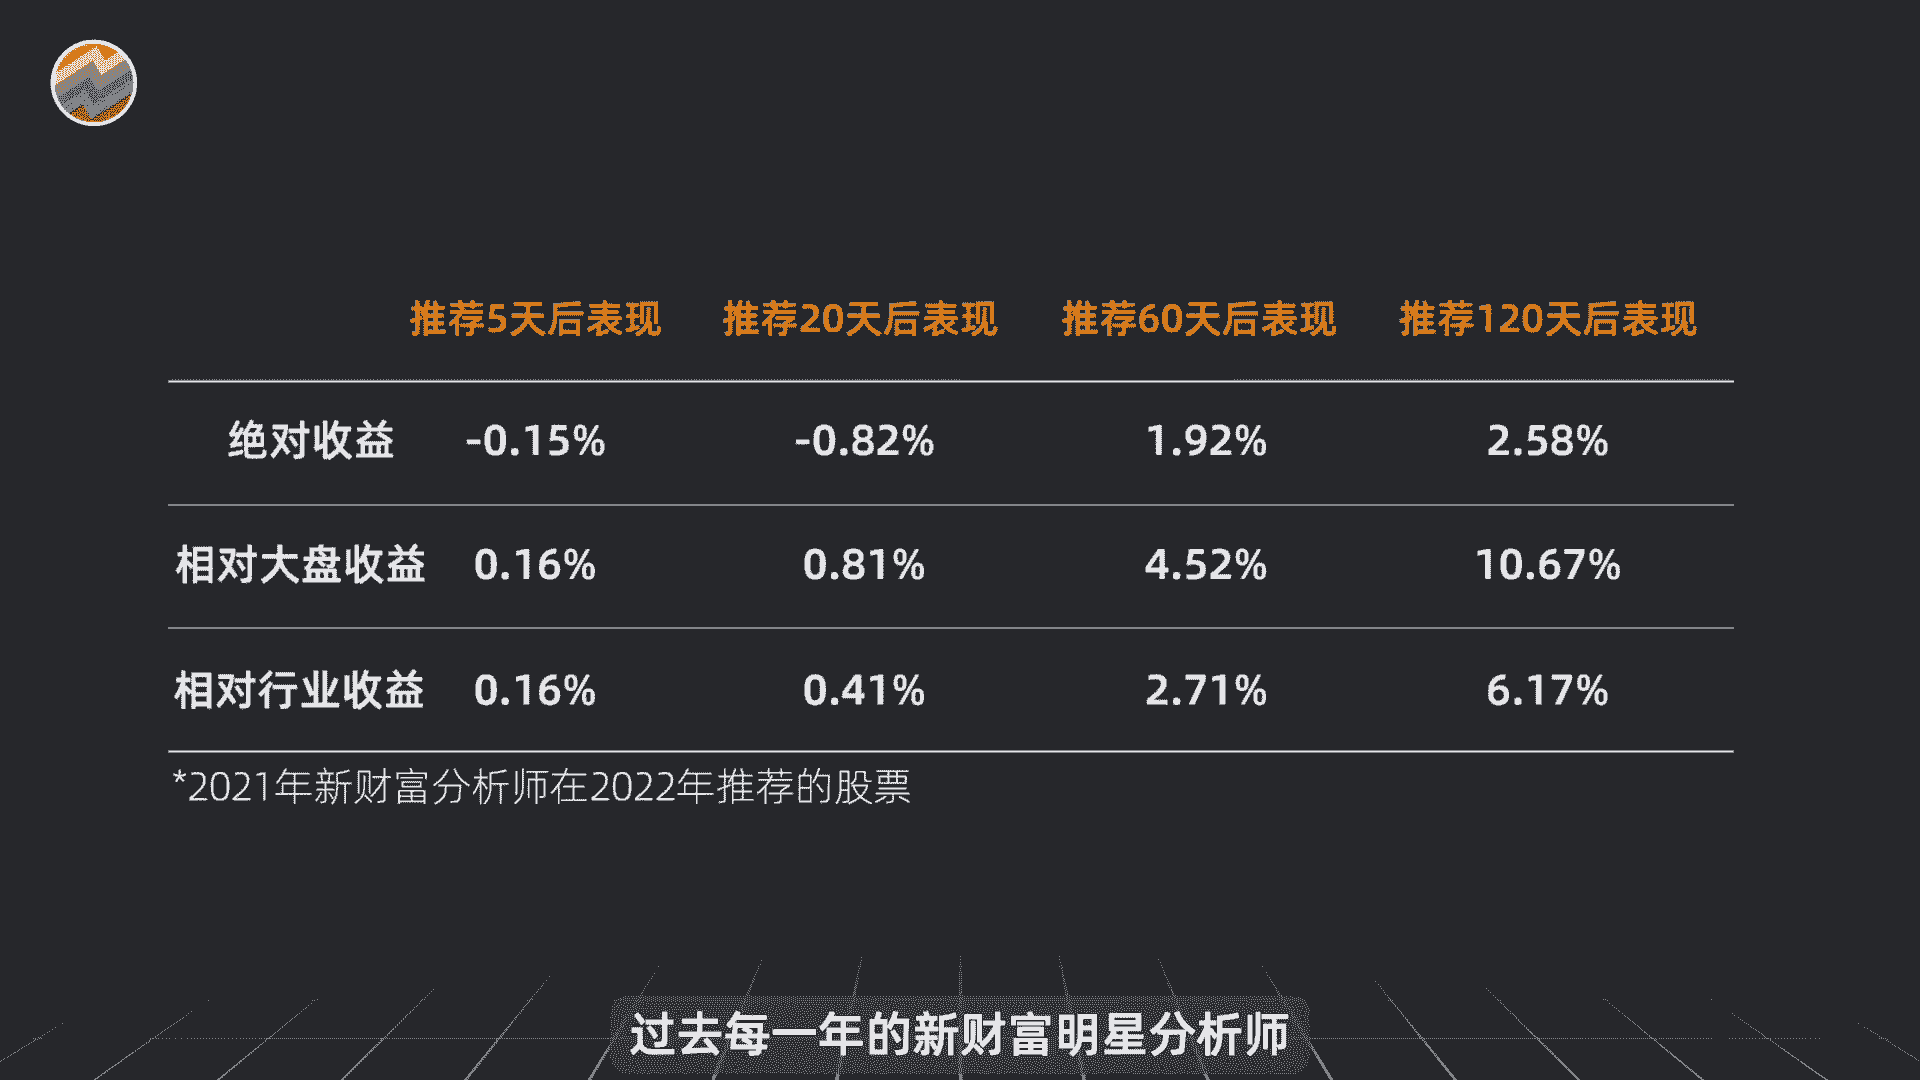 推荐5天后表现 推荐20天后表现 推荐60天后表现 推荐120天后表现
绝对收益 -0.15% -0.82% 1.92% 2.58%
相对大盘收益 0.16% 0.81% 4.52% 10.67%
相对行业收益 0.16% 0.41% 2.71% 6.17%
*2021年新财富分析师在2022年推荐的股票
过去每一年的新财富明星分析师